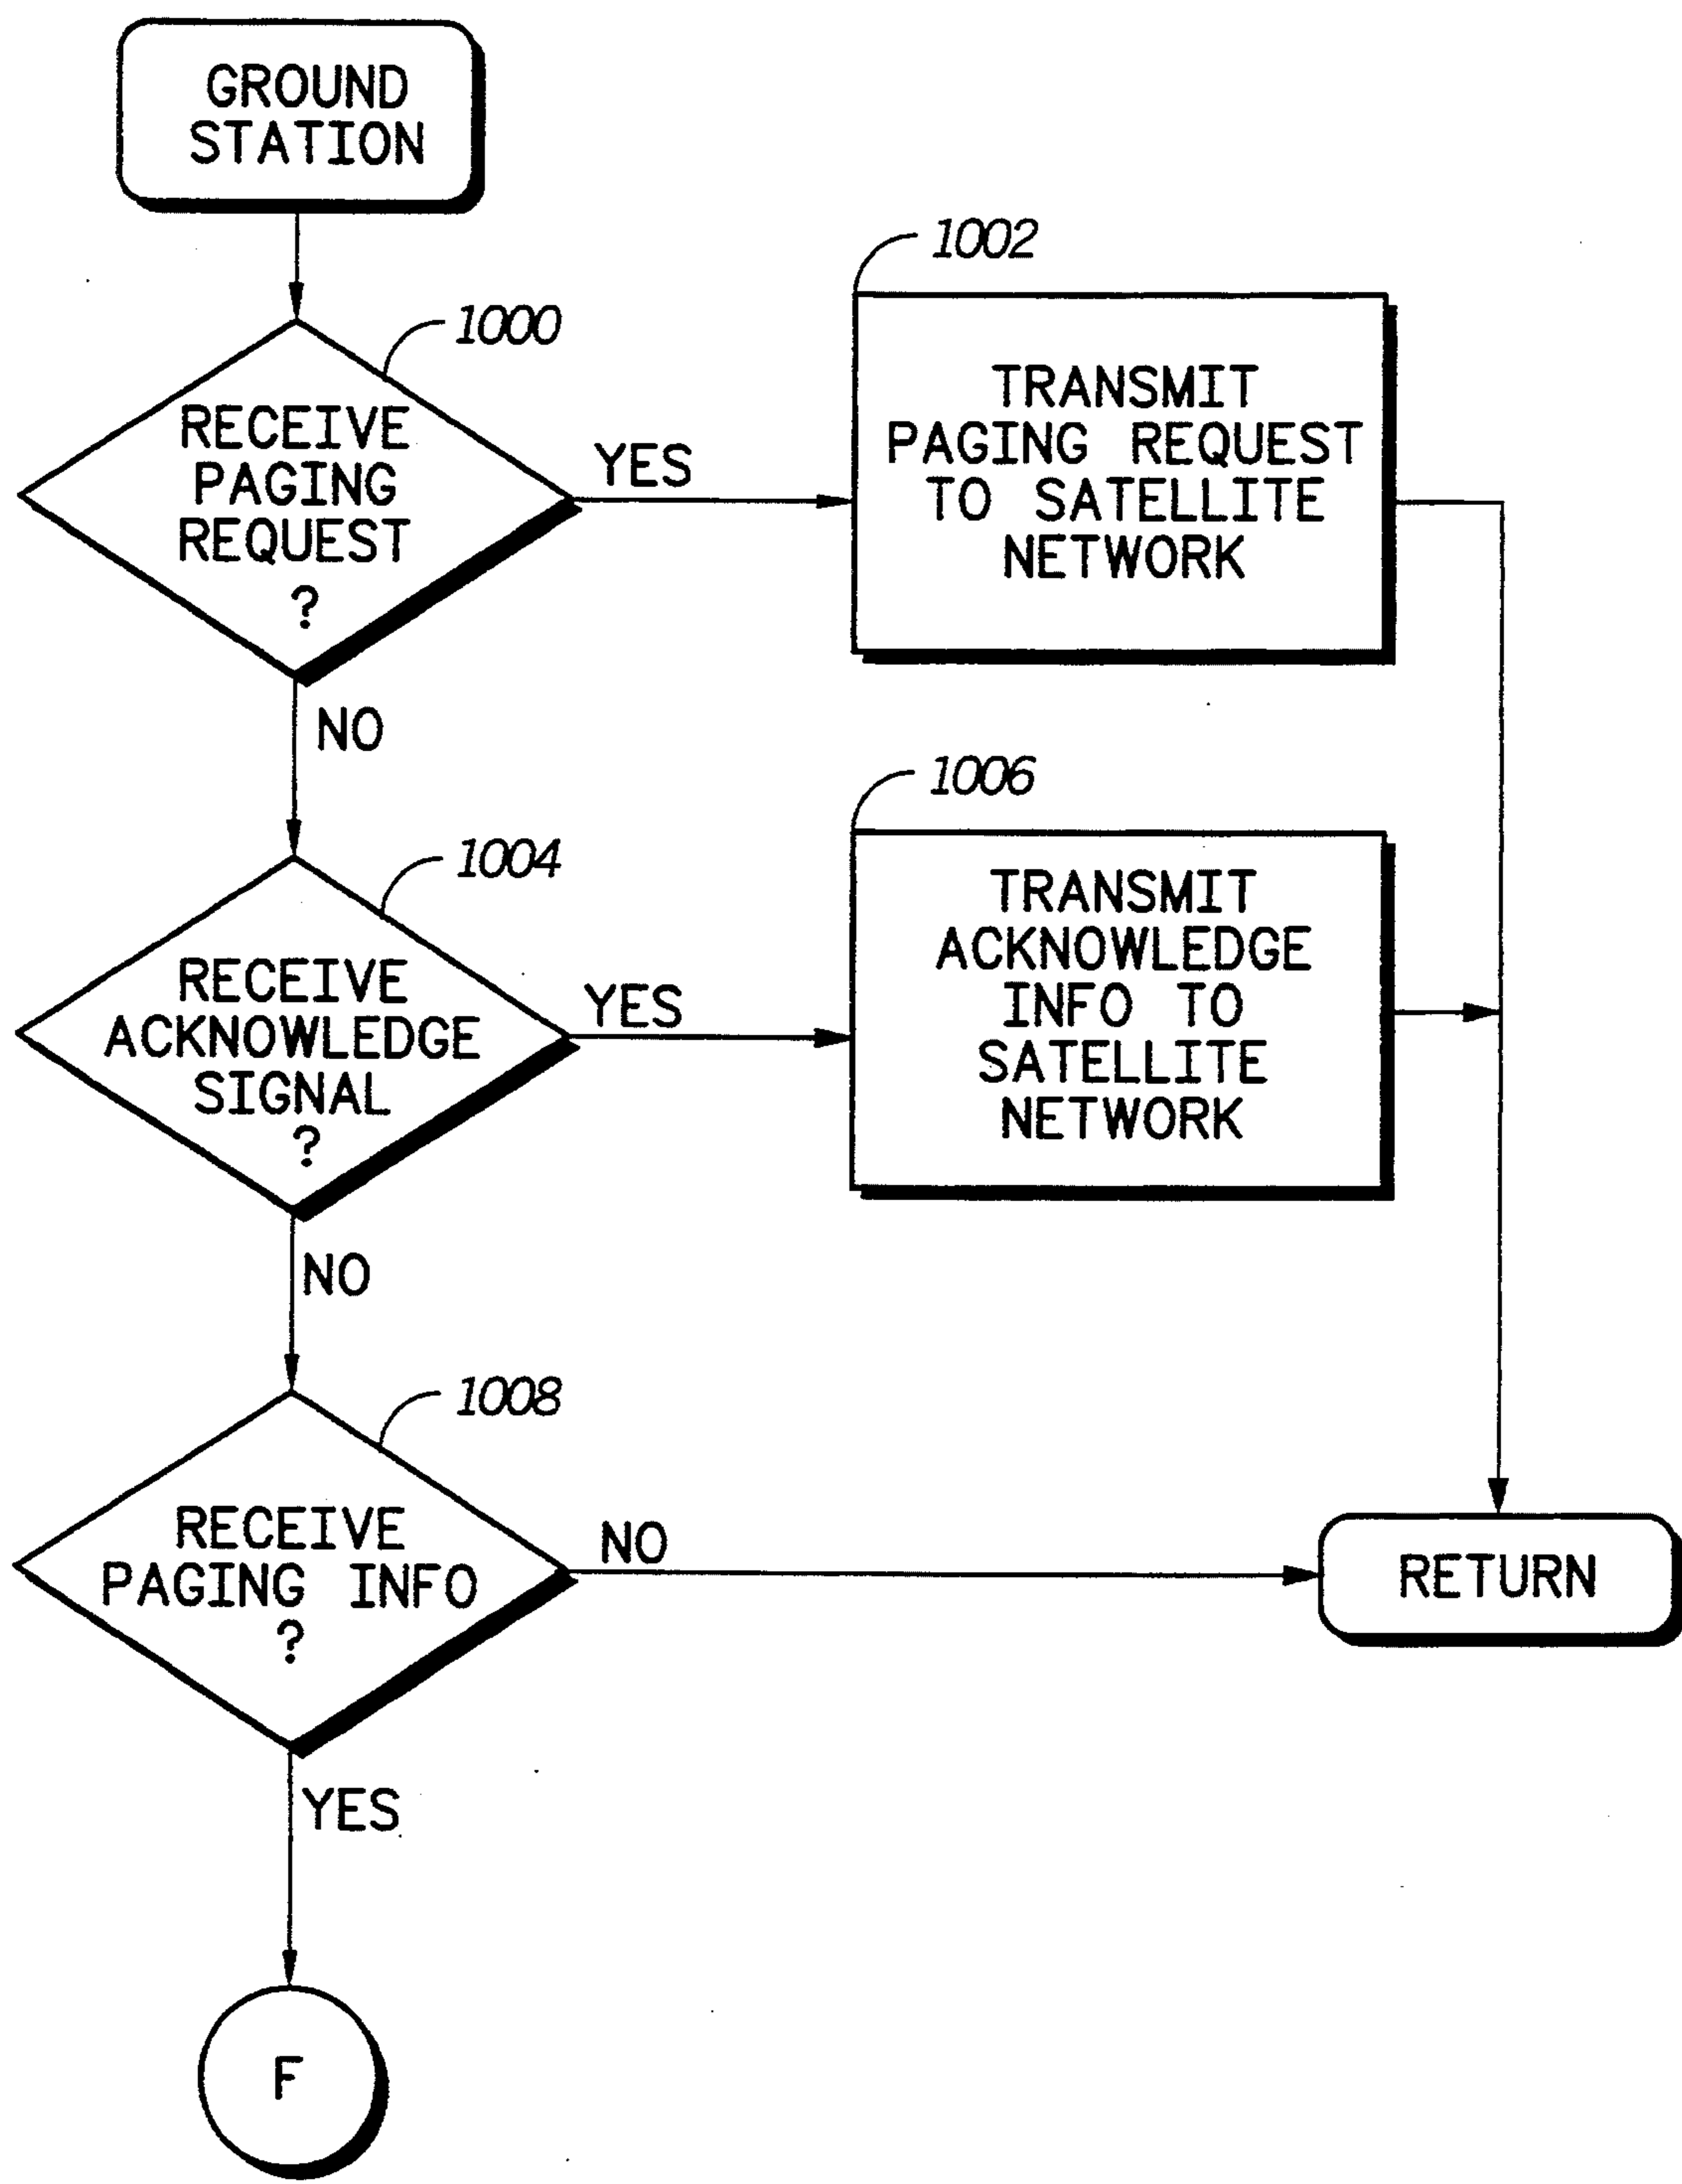 GROUND
STATION
1000
RECEIVE
PAGING
REQUEST
?
YES
1002
TRANSMIT
PAGING REQUEST
TO SATELLITE
NETWORK
NO
1004
RECEIVE
ACKNOWLEDGE
SIGNAL
?
YES
1006
TRANSMIT
ACKNOWLEDGE
INFO TO
SATELLITE
NETWORK
NO
1008
RECEIVE
PAGING INFO
?
NO
RETURN
YES
F